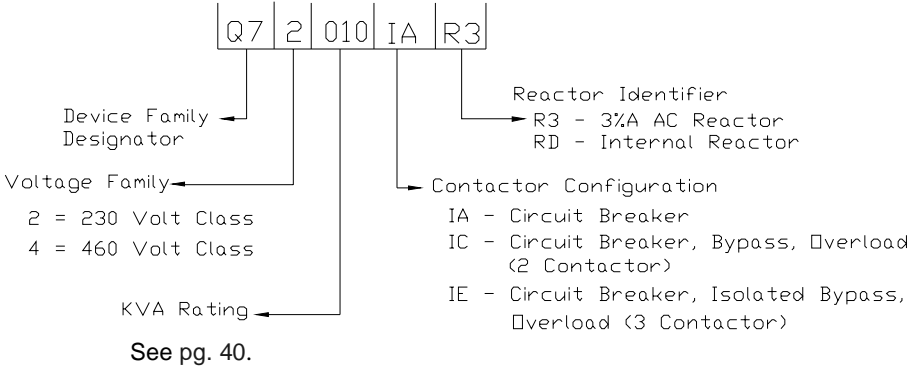 Q7 2 010 IA R3
Device Family
Designator
Voltage Family
2 = 230 Volt Class
4 = 460 Volt Class
KVA Rating
See pg. 40.
Reactor Identifier
R3 - 3%A AC Reactor
RD - Internal Reactor
Contactor Configuration
IA - Circuit Breaker
IC - Circuit Breaker, Bypass, Overload
(2 Contactor)
IE - Circuit Breaker, Isolated Bypass,
Overload (3 Contactor)